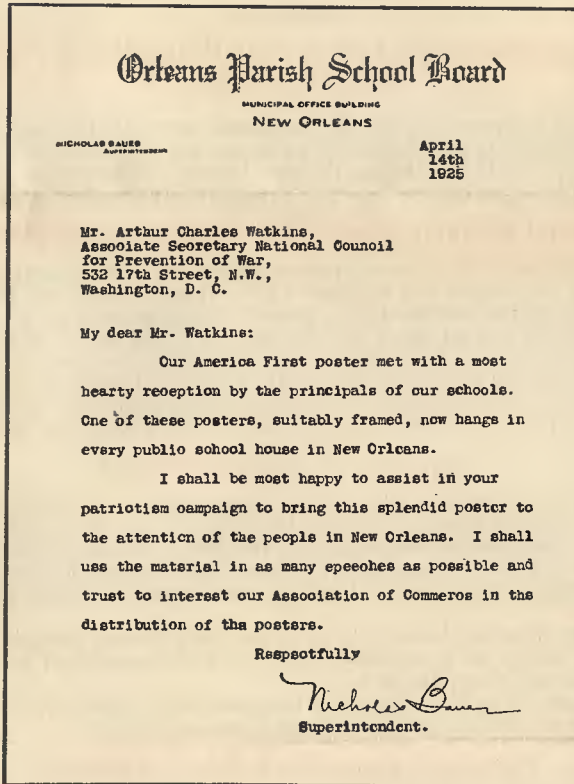 Orleans Parish School Board
MUNICIPAL OFFICE BUILDING
NEW ORLEANS
NICHOLAS BAUER
SUPERINTENDENT
April
14th
1925
Mr. Arthur Charles Watkins,
Associate Secretary National Council
for Prevention of War,
532 17th Street, N.W.,
Washington, D. C.
My dear Mr. Watkins:
Our America First poster met with a most
hearty reception by the principals of our schools.
One of these posters, suitably framed, now hangs in
every public school house in New Orleans.
I shall be most happy to assist in your
patriotism campaign to bring this splendid poster to
the attention of the people in New Orleans. I shall
use the material in as many speeches as possible and
trust to interest our Association of Commerce in the
distribution of the posters.
Respectfully
Nicholas Bauer
Superintendent.